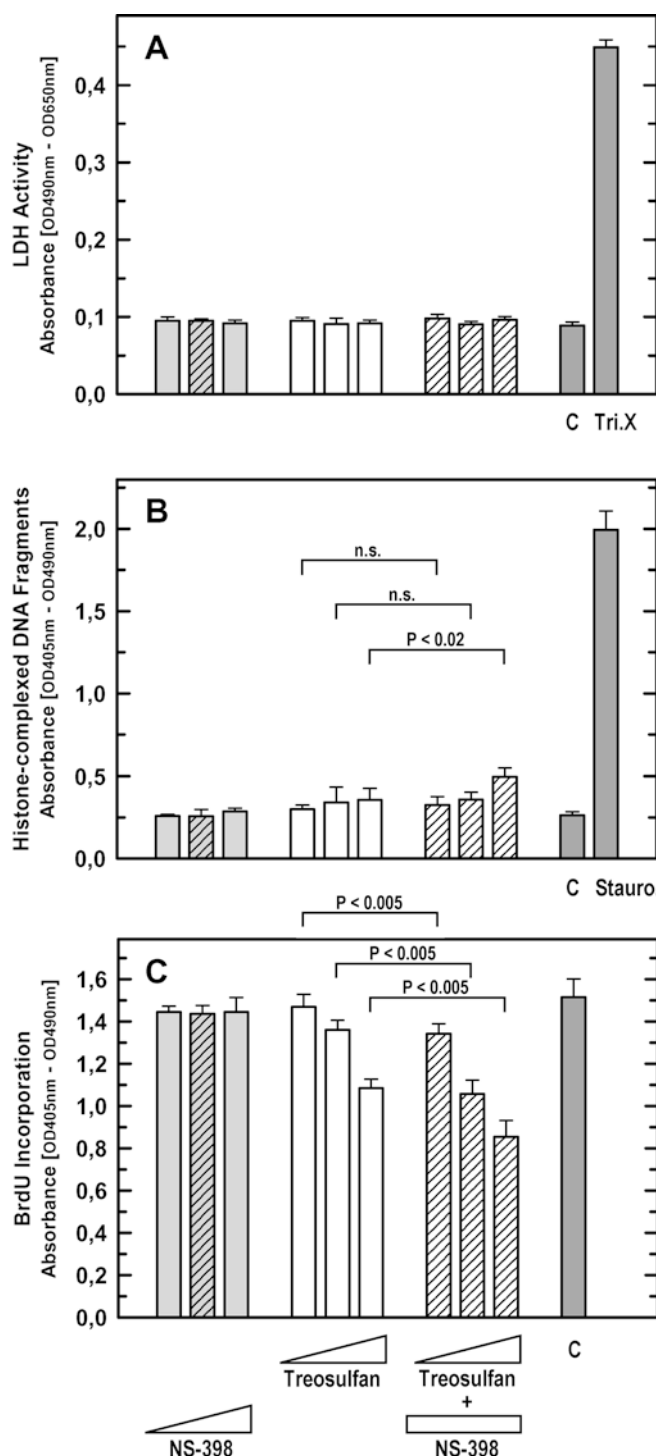 A
LDH Activity
Absorbance [OD490nm - OD650nm]
0,4
0,3
0,2
0,1
0,0
C Tri.X
B
Histone-complexed DNA Fragments
Absorbance [OD405nm - OD490nm]
2,0
1,5
1,0
0,5
0,0
n.s.
n.s.
P < 0.02
C Stauro
P < 0.005
C
BrdU Incorporation
Absorbance [OD405nm - OD490nm]
1,6
1,4
1,2
1,0
0,8
0,6
0,4
0,2
0,0
P < 0.005
P < 0.005
C
Treosulfan
Treosulfan
+
NS-398
NS-398